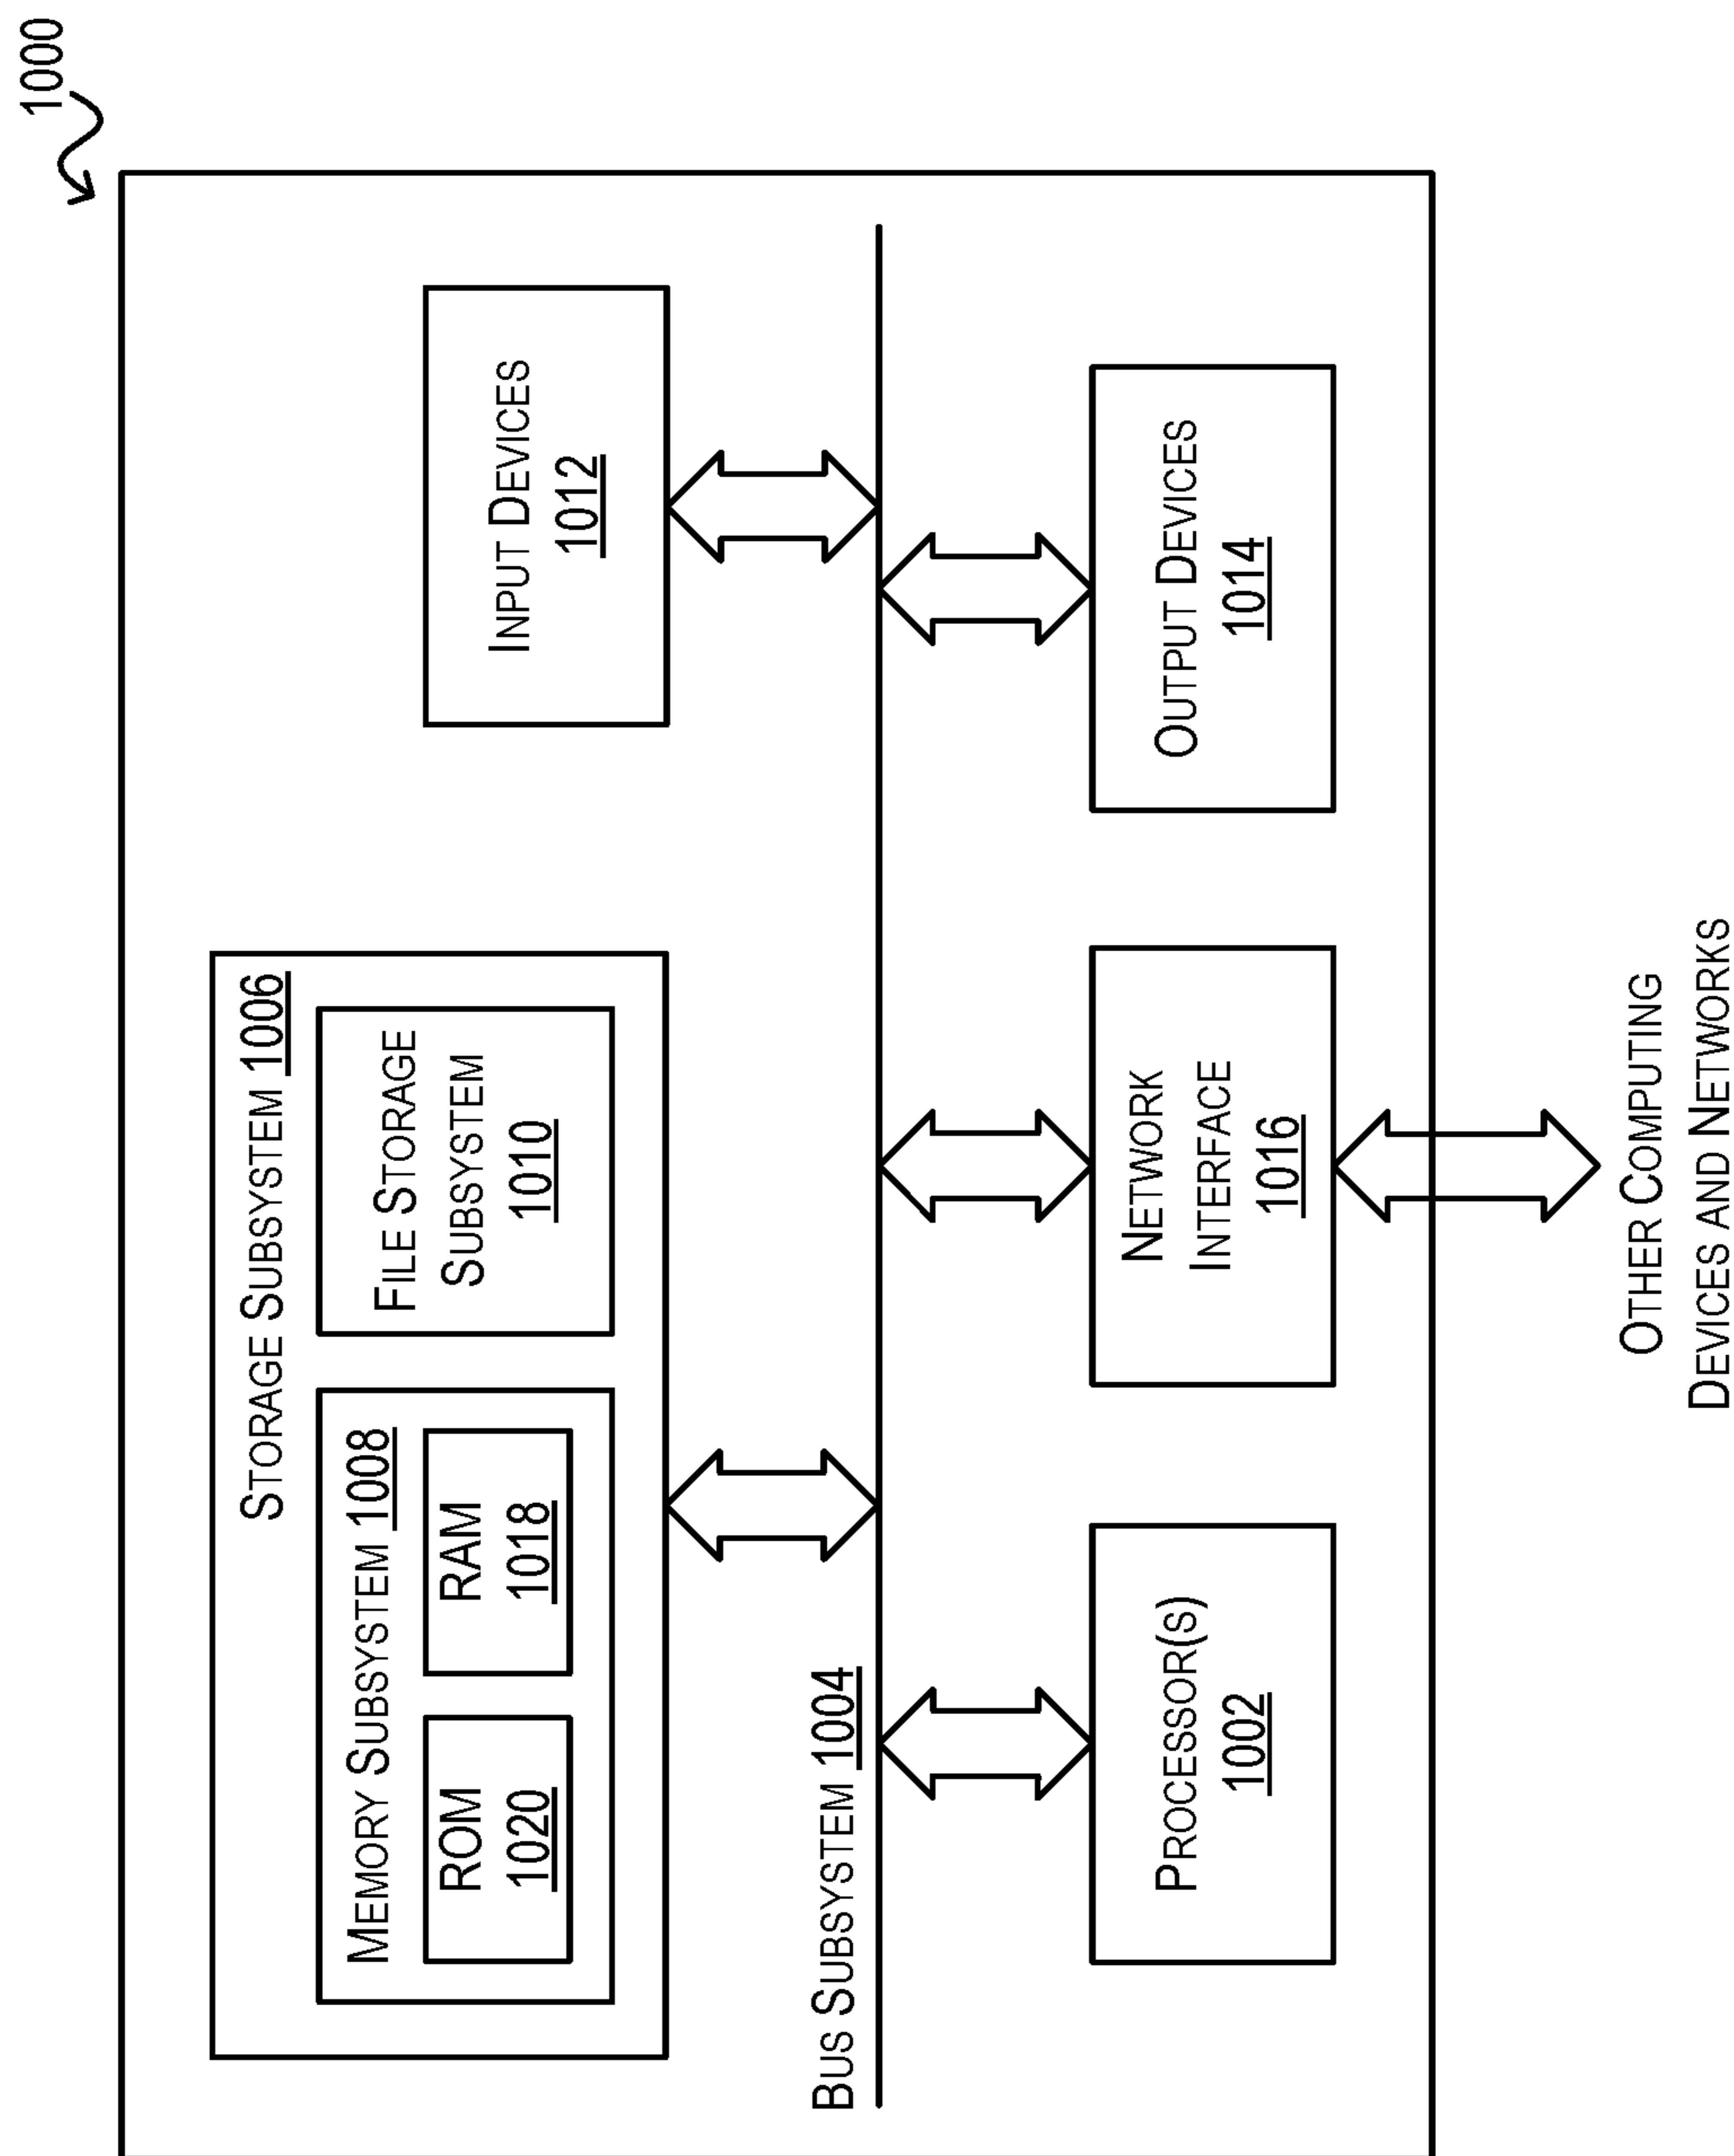 1000
Storage Subsystem 1006
Memory Subsystem 1008
ROM
1020
RAM
1018
File Storage
Subsystem
1010
Input Devices
1012
Bus Subsystem 1004
Processor(s)
1002
Network
Interface
1016
Output Devices
1014
Other Computing
Devices and Networks